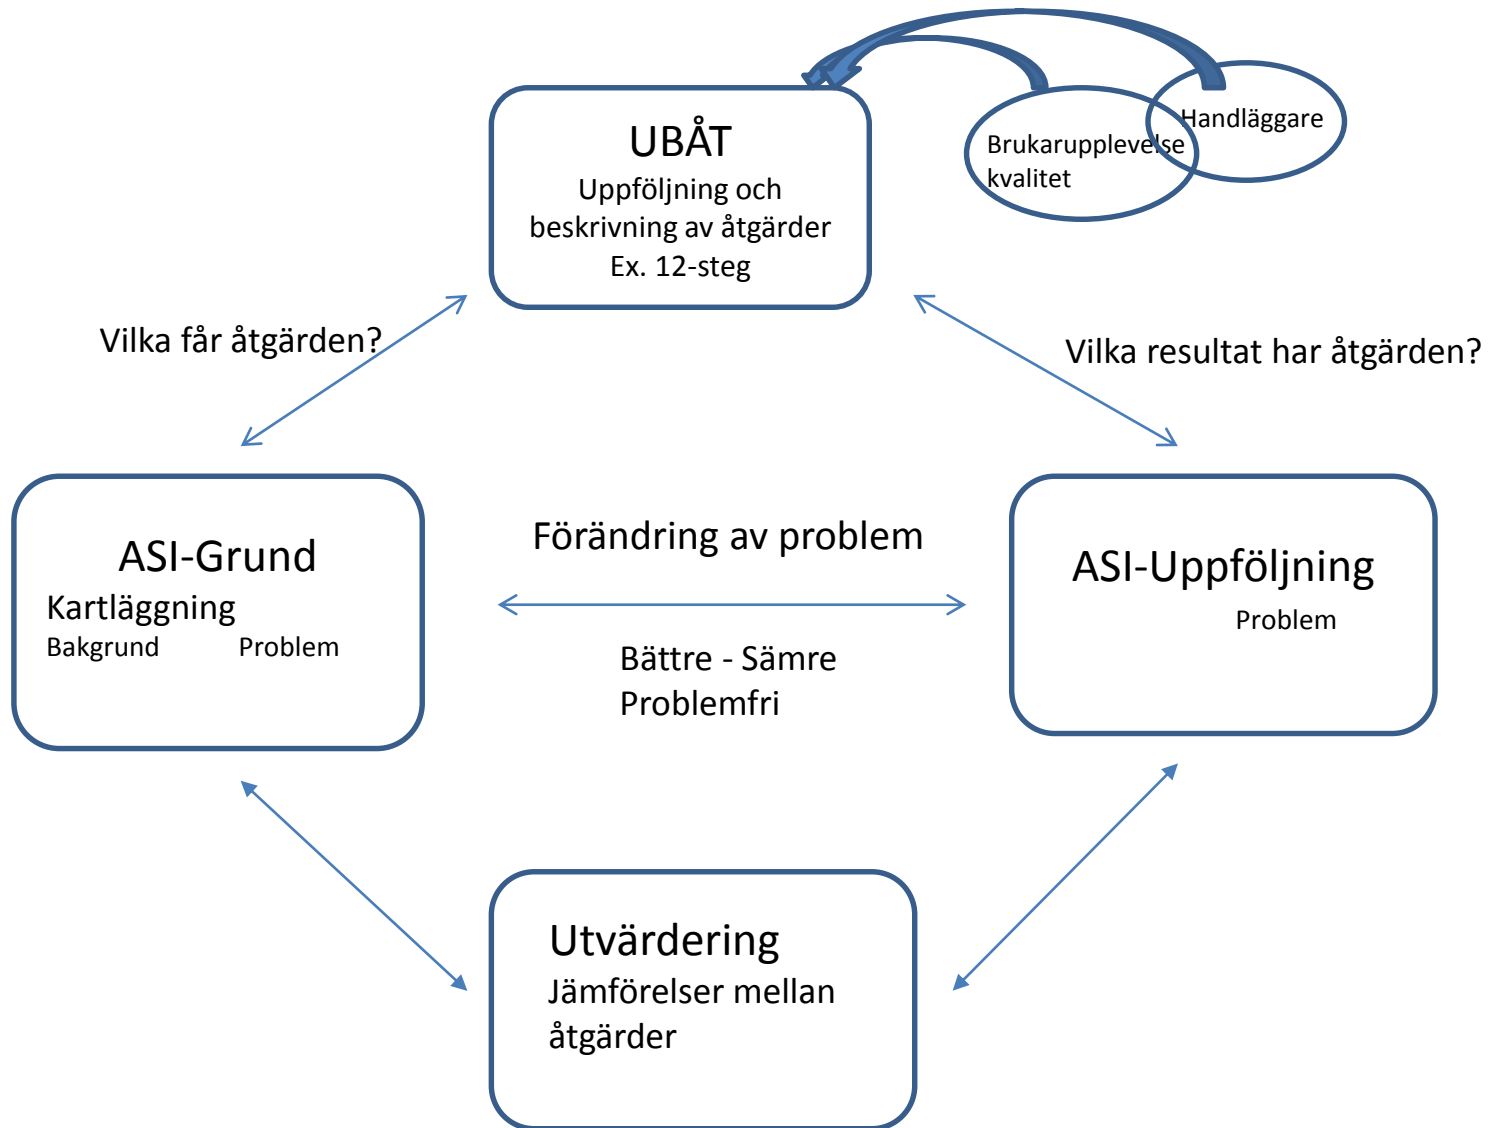 UBÅT
Uppföljning och
beskrivning av åtgärder
Ex. 12-steg
Brukarupplevelse
kvalitet
Handläggare
Vilka får åtgärden?
Vilka resultat har åtgärden?
ASI-Grund
Kartläggning
Bakgrund Problem
Förändring av problem
Bättre - Sämre
Problemfri
ASI-Uppföljning
Problem
Utvärdering
Jämförelser mellan
åtgärder